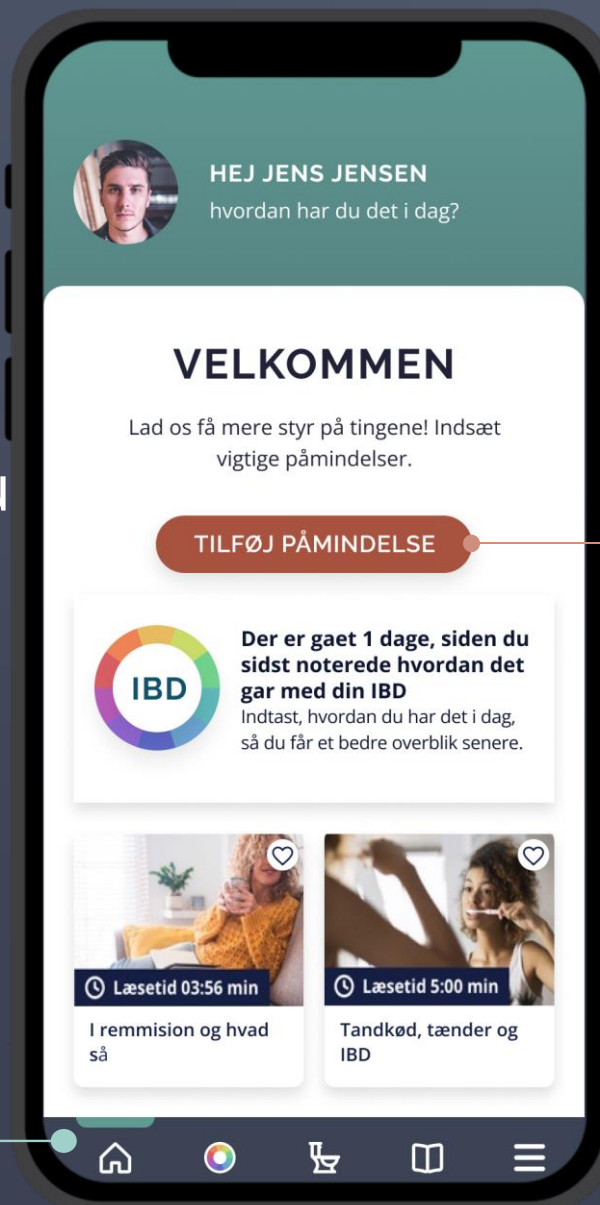 HEJ JENS JENSEN
hvordan har du det i dag?
VELKOMMEN
Lad os få mere styr på tingene! Indsæt
vigtige påmindelser.
TILFØJ PÅMINDELSE
IBD
Der er gaet 1 dage, siden du
sidst noterede hvordan det
gar med din IBD
Indtast, hvordan du har det i dag,
så du får et bedre overblik senere.
Læsetid 03:56 min
I remmision og hvad
så
Læsetid 5:00 min
Tandkød, tænder og
IBD